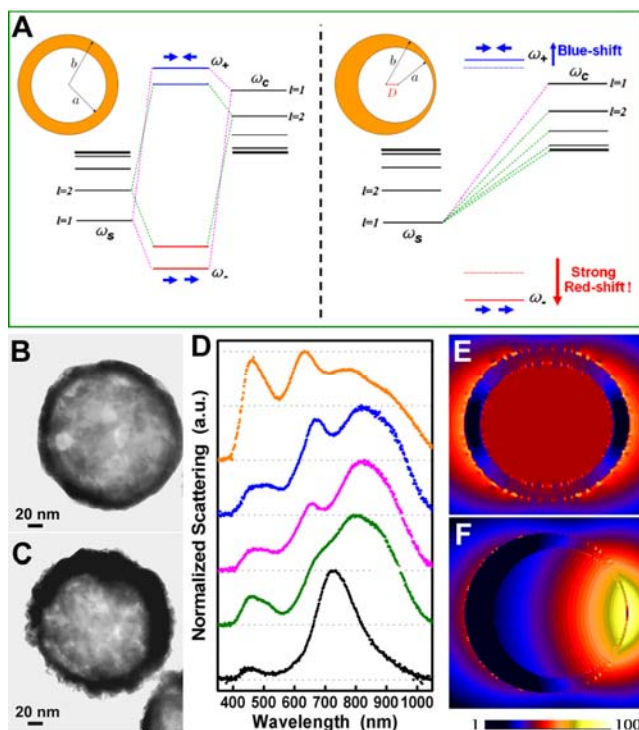 A
b
a
ω+
ωc
l=1
l=2
l=2
l=1
ωs
ω-
b
a
D
ω+
Blue-shift
ωc
l=1
l=2
l=2
l=1
ωs
Strong
Red-shift!
ω-
B
20 nm
C
20 nm
D
Normalized Scattering (a.u.)
400 500 600 700 800 900 1000
Wavelength (nm)
E
F
1 100